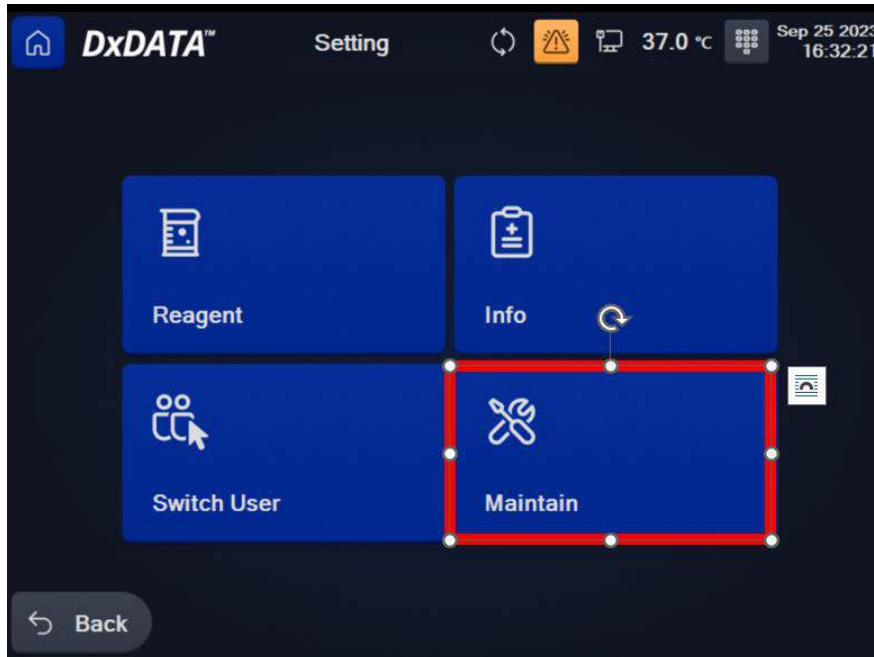 DxDATA™ Setting 37.0 ℃ Sep 25 2023
16:32:21
Reagent Info
Switch User Maintain
Back